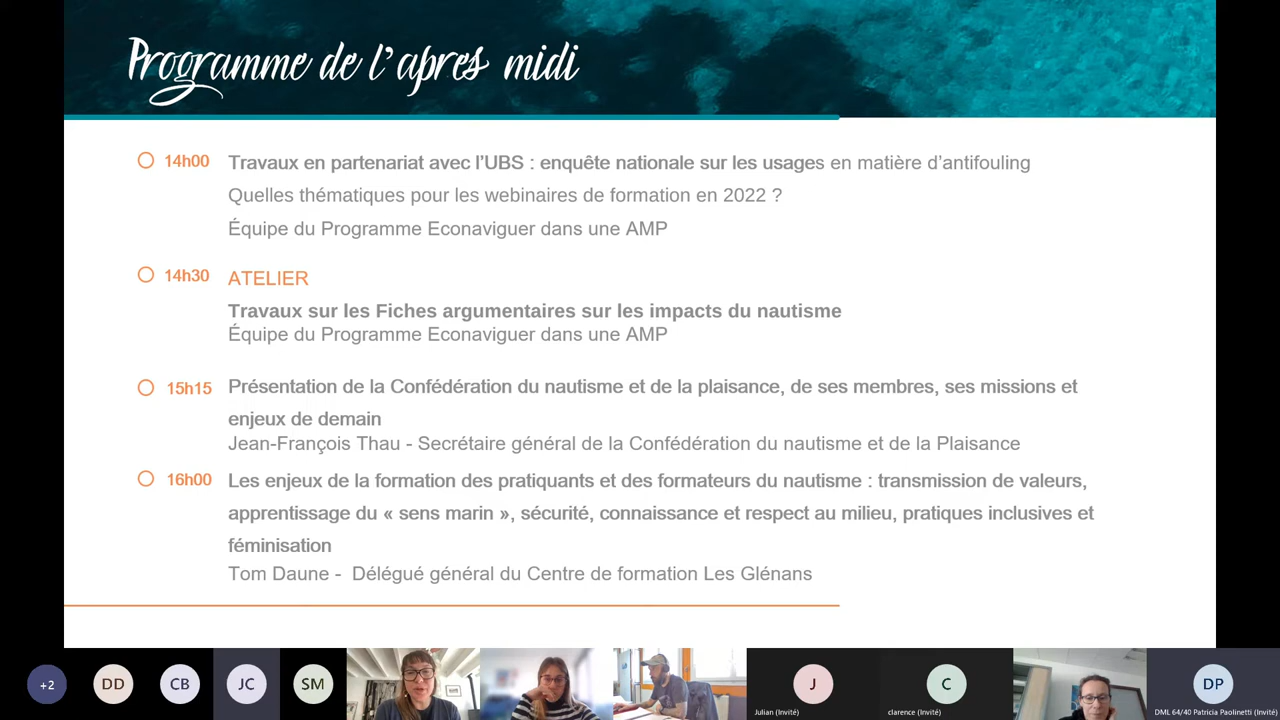 Programme de l'apres midi
14h00 Travaux en partenariat avec l'UBS : enquête nationale sur les usages en matière d'antifouling
Quelles thématiques pour les webinaires de formation en 2022 ?
Équipe du Programme Econaviguer dans une AMP
14h30 ATELIER
Travaux sur les Fiches argumentaires sur les impacts du nautisme
Équipe du Programme Econaviguer dans une AMP
15h15 Présentation de la Confédération du nautisme et de la plaisance, de ses membres, ses missions et
enjeux de demain
Jean-François Thau - Secrétaire général de la Confédération du nautisme et de la Plaisance
16h00 Les enjeux de la formation des pratiquants et des formateurs du nautisme : transmission de valeurs,
apprentissage du « sens marin », sécurité, connaissance et respect au milieu, pratiques inclusives et
féminisation
Tom Daune - Délégué général du Centre de formation Les Glénans
+2 DD CB JC SM J C DP
Julian (Invité) clarence (Invité) DML 64/40 Patricia Paolinetti (Invité)